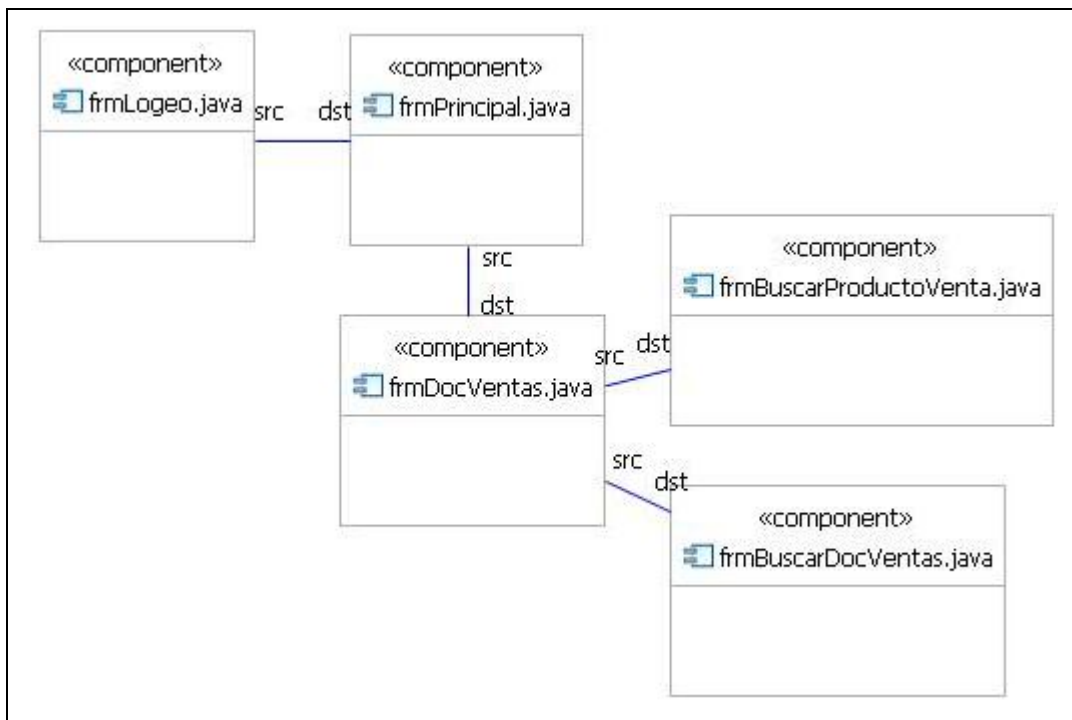 «component»
frmLogeo.java
src
dst
«component»
frmPrincipal.java
src
dst
«component»
frmDocVentas.java
src
dst
«component»
frmBuscarProductoVenta.java
src
dst
«component»
frmBuscarDocVentas.java